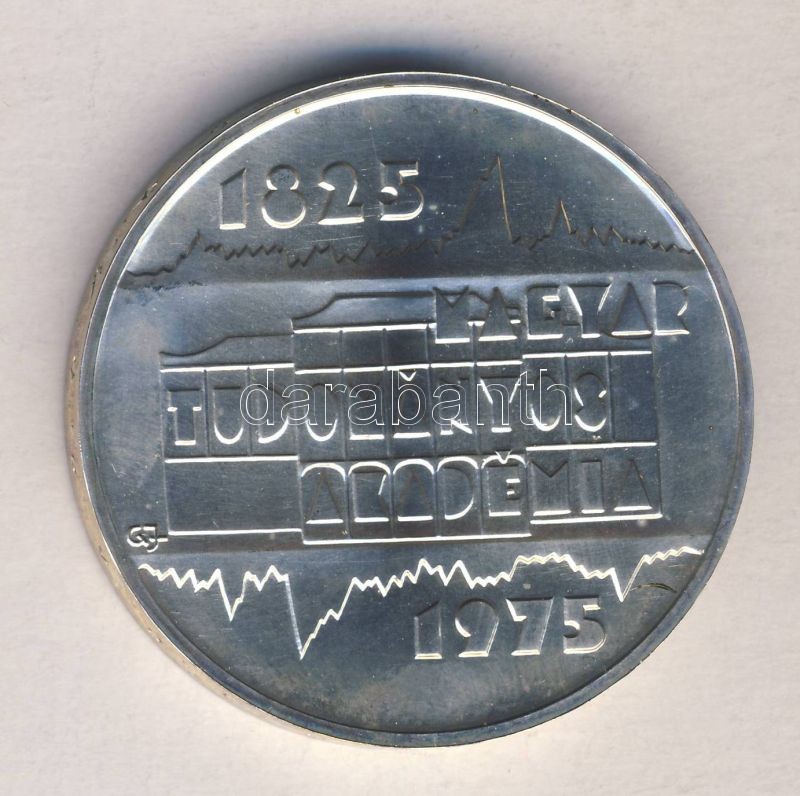 1825
MAGYAR
TUDOMÁNYOS
AKADÉMIA
GJ
1975
darabanth